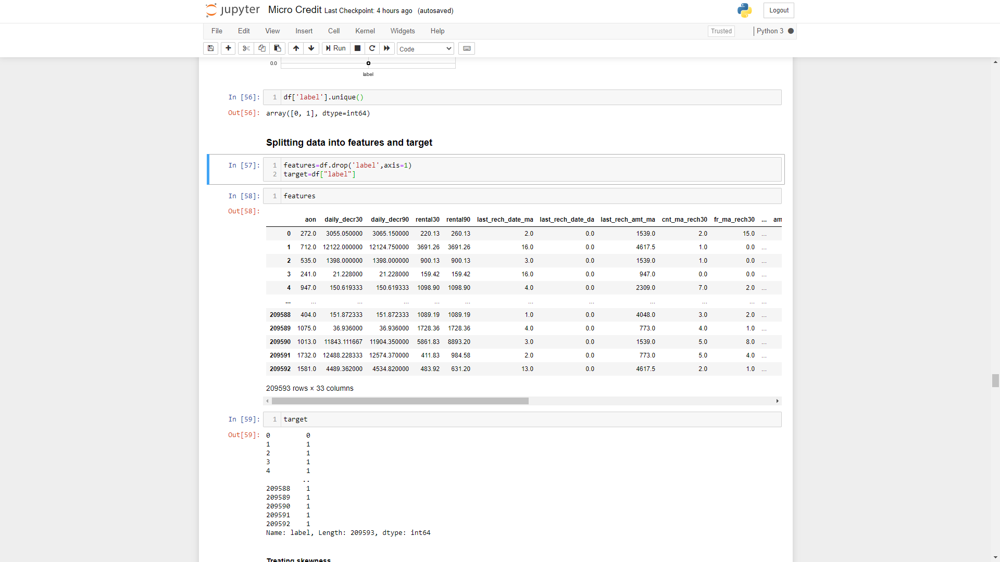 jupyter Micro Credit Last Checkpoint: 4 hours ago (autosaved) Logout
File Edit View Insert Cell Kernel Widgets Help Trusted Python 3
Run Code
0.0
label
In [56]: 1 df['label'].unique()
Out[56]: array([0, 1], dtype=int64)
Splitting data into features and target
In [57]: 1 features=df.drop('label',axis=1)
2 target=df["label"]
In [58]: 1 features
Out[58]:
aon daily_decr30 daily_decr90 rental30 rental90 last_rech_date_ma last_rech_date_da last_rech_amt_ma cnt_ma_rech30 fr_ma_rech30 ... am
0 272.0 3055.050000 3065.150000 220.13 260.13 2.0 0.0 1539.0 2.0 15.0 ...
1 712.0 12122.000000 12124.750000 3691.26 3691.26 16.0 0.0 4617.5 1.0 0.0 ...
2 535.0 1398.000000 1398.000000 900.13 900.13 3.0 0.0 1539.0 1.0 0.0 ...
3 241.0 21.228000 21.228000 159.42 159.42 16.0 0.0 947.0 0.0 0.0 ...
4 947.0 150.619333 150.619333 1098.90 1098.90 4.0 0.0 2309.0 7.0 2.0 ...
... ... ... ... ... ... ... ... ... ... ... ...
209588 404.0 151.872333 151.872333 1089.19 1089.19 1.0 0.0 4048.0 3.0 2.0 ...
209589 1075.0 36.936000 36.936000 1728.36 1728.36 4.0 0.0 773.0 4.0 1.0 ...
209590 1013.0 11843.111667 11904.350000 5861.83 8893.20 3.0 0.0 1539.0 5.0 8.0 ...
209591 1732.0 12488.228333 12574.370000 411.83 984.58 2.0 0.0 773.0 5.0 4.0 ...
209592 1581.0 4489.362000 4534.820000 483.92 631.20 13.0 0.0 4617.5 2.0 1.0 ...
209593 rows × 33 columns
In [59]: 1 target
Out[59]: 0 0
1 1
2 1
3 1
4 1
..
209588 1
209589 1
209590 1
209591 1
209592 1
Name: label, Length: 209593, dtype: int64
Treating skewness